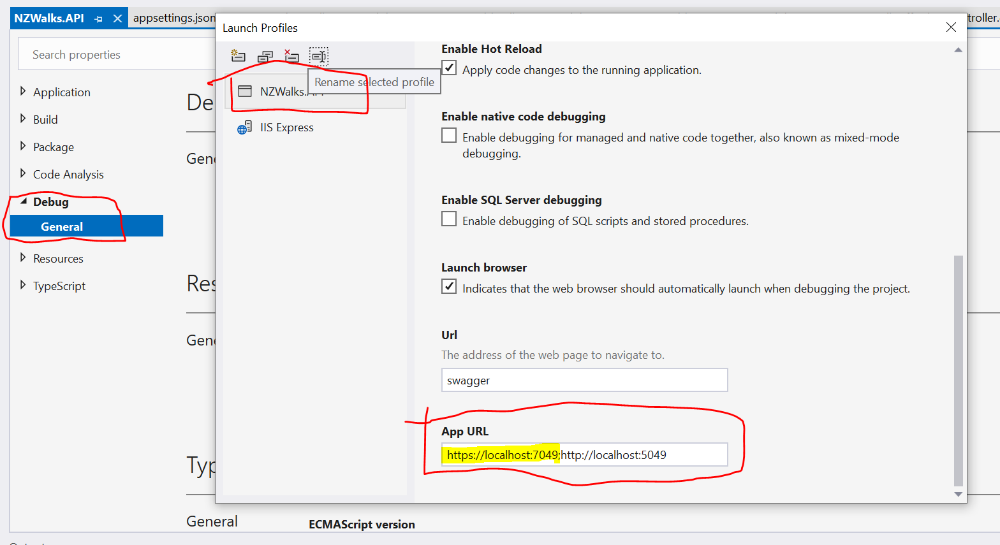 NZWalks.API
appsettings.json
troller.
Launch Profiles
Search properties
Application
Build
Package
Code Analysis
Debug
General
Resources
TypeScript
De
Gene
Res
Gene
Typ
General
ECMAScript version
Rename selected profile
NZWalks.API
IIS Express
Enable Hot Reload
Apply code changes to the running application.
Enable native code debugging
Enable debugging for managed and native code together, also known as mixed-mode
debugging.
Enable SQL Server debugging
Enable debugging of SQL scripts and stored procedures.
Launch browser
Indicates that the web browser should automatically launch when debugging the project.
Url
The address of the web page to navigate to.
swagger
App URL
https://localhost:7049;http://localhost:5049